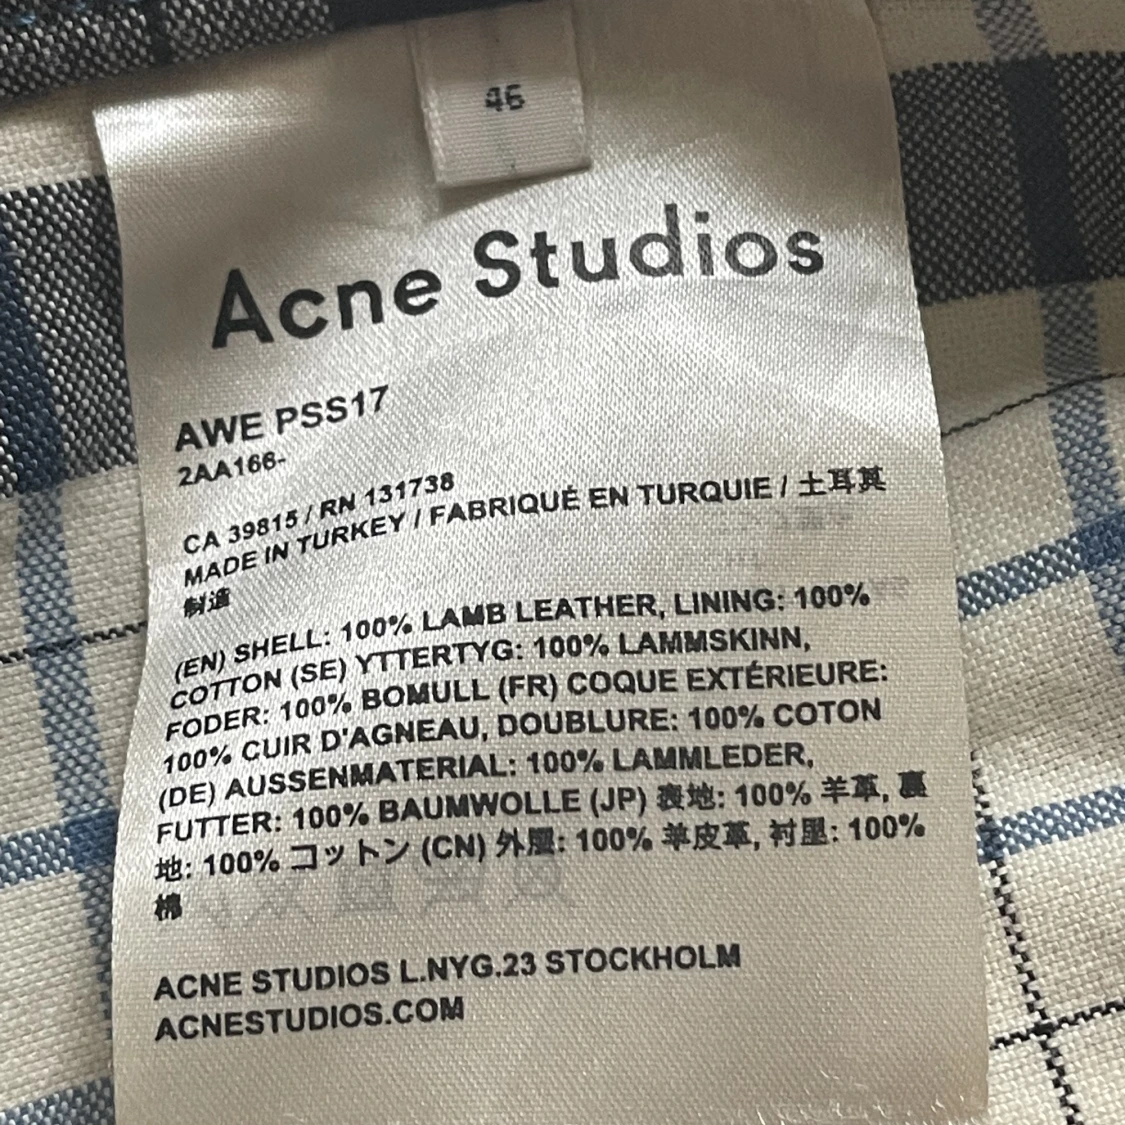 46
Acne Studios
AWE PSS17
2AA166-
CA 39815 / RN 131738
MADE IN TURKEY / FABRIQUÉ EN TURQUIE / 土耳其
制造
(EN) SHELL: 100% LAMB LEATHER, LINING: 100%
COTTON (SE) YTTERTYG: 100% LAMMSKINN,
FODER: 100% BOMULL (FR) COQUE EXTÉRIEURE:
100% CUIR D'AGNEAU, DOUBLURE: 100% COTON
(DE) AUSSENMATERIAL: 100% LAMMLEDER,
FUTTER: 100% BAUMWOLLE (JP) 表地: 100% 羊革, 裏
地: 100% コットン (CN) 外层: 100% 羊皮革, 衬里: 100%
棉
ACNE STUDIOS L.NYG.23 STOCKHOLM
ACNESTUDIOS.COM